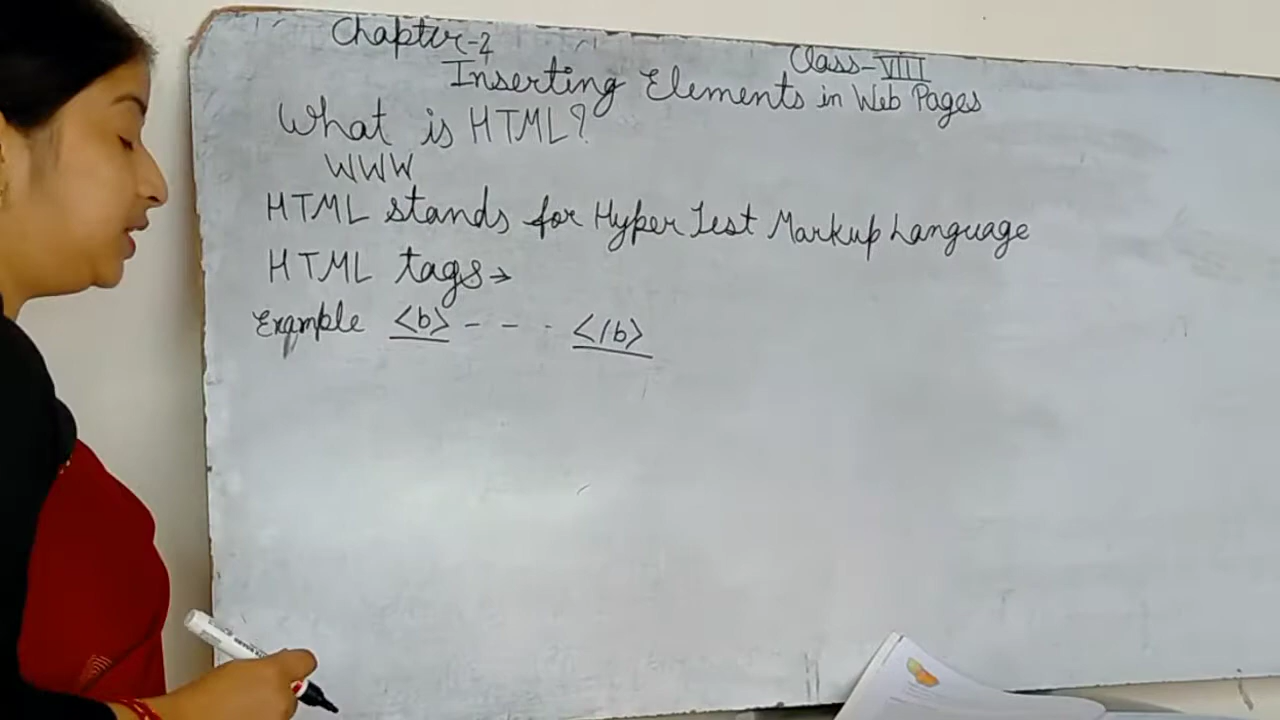 Chapter-2
Class-VIII
Inserting Elements in Web Pages
What is HTML?
WWW
HTML stands for Hyper Test Markup Language
HTML tags→
Example <b> - - - </b>